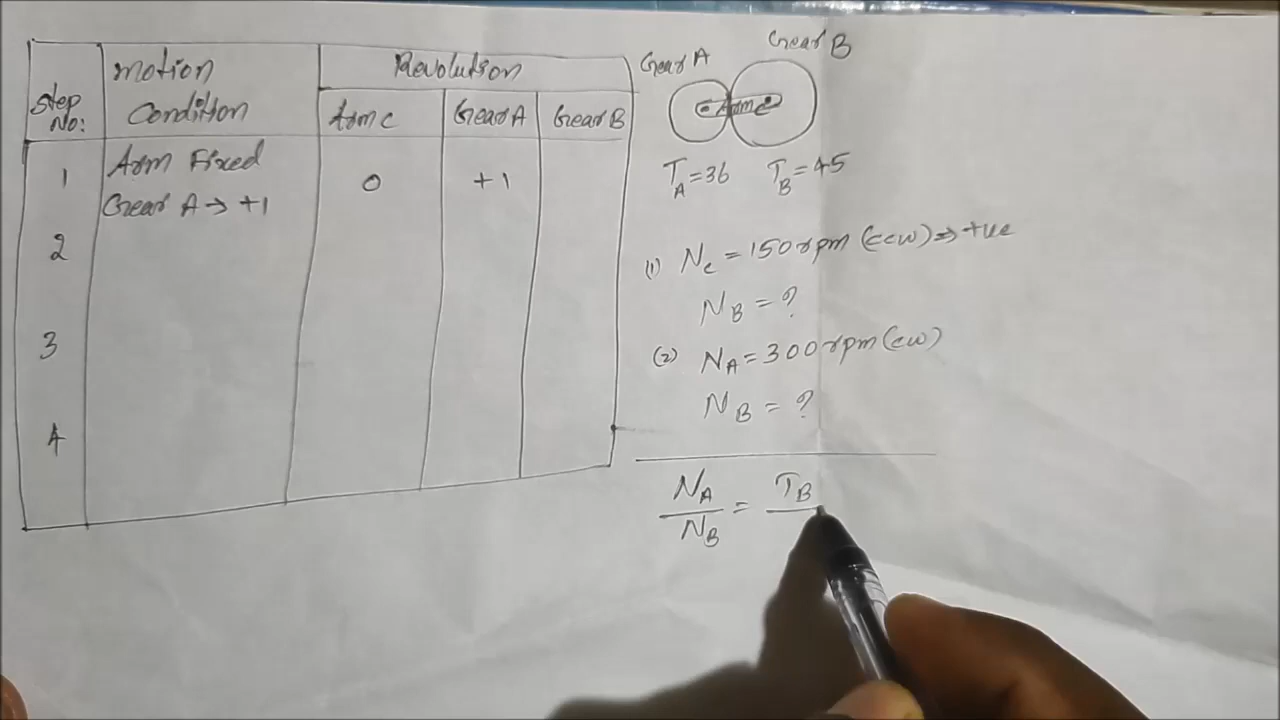 Step No:
Motion Condition
Revolution
Arm C
Gear A
Gear B
1
Arm Fixed
Gear A → +1
0
+1
2
3
4
Gear A
Gear B
Arm C
T_A = 36 T_B = 45
(1) N_C = 150 rpm (ccw) ⇒ +ve
N_B = ?
(2) N_A = 300 rpm (cw)
N_B = ?
N_A / N_B = T_B